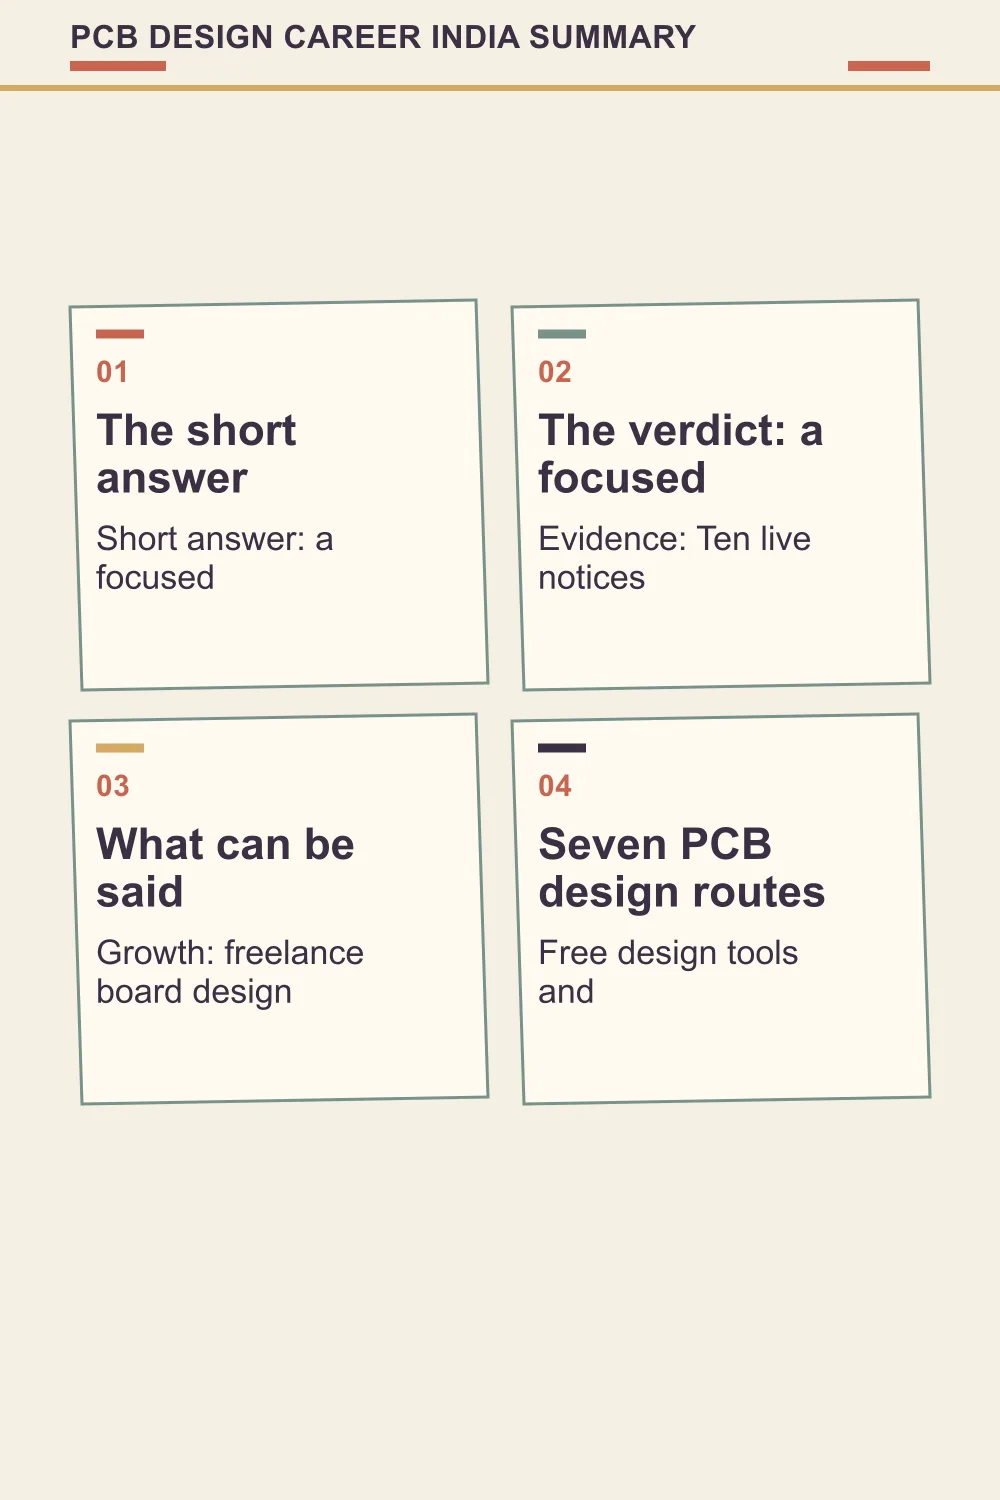 PCB DESIGN CAREER INDIA SUMMARY
01
The short
answer
Short answer: a
focused
02
The verdict: a
focused
Evidence: Ten live
notices
03
What can be
said
Growth: freelance
board design
04
Seven PCB
design routes
Free design tools
and